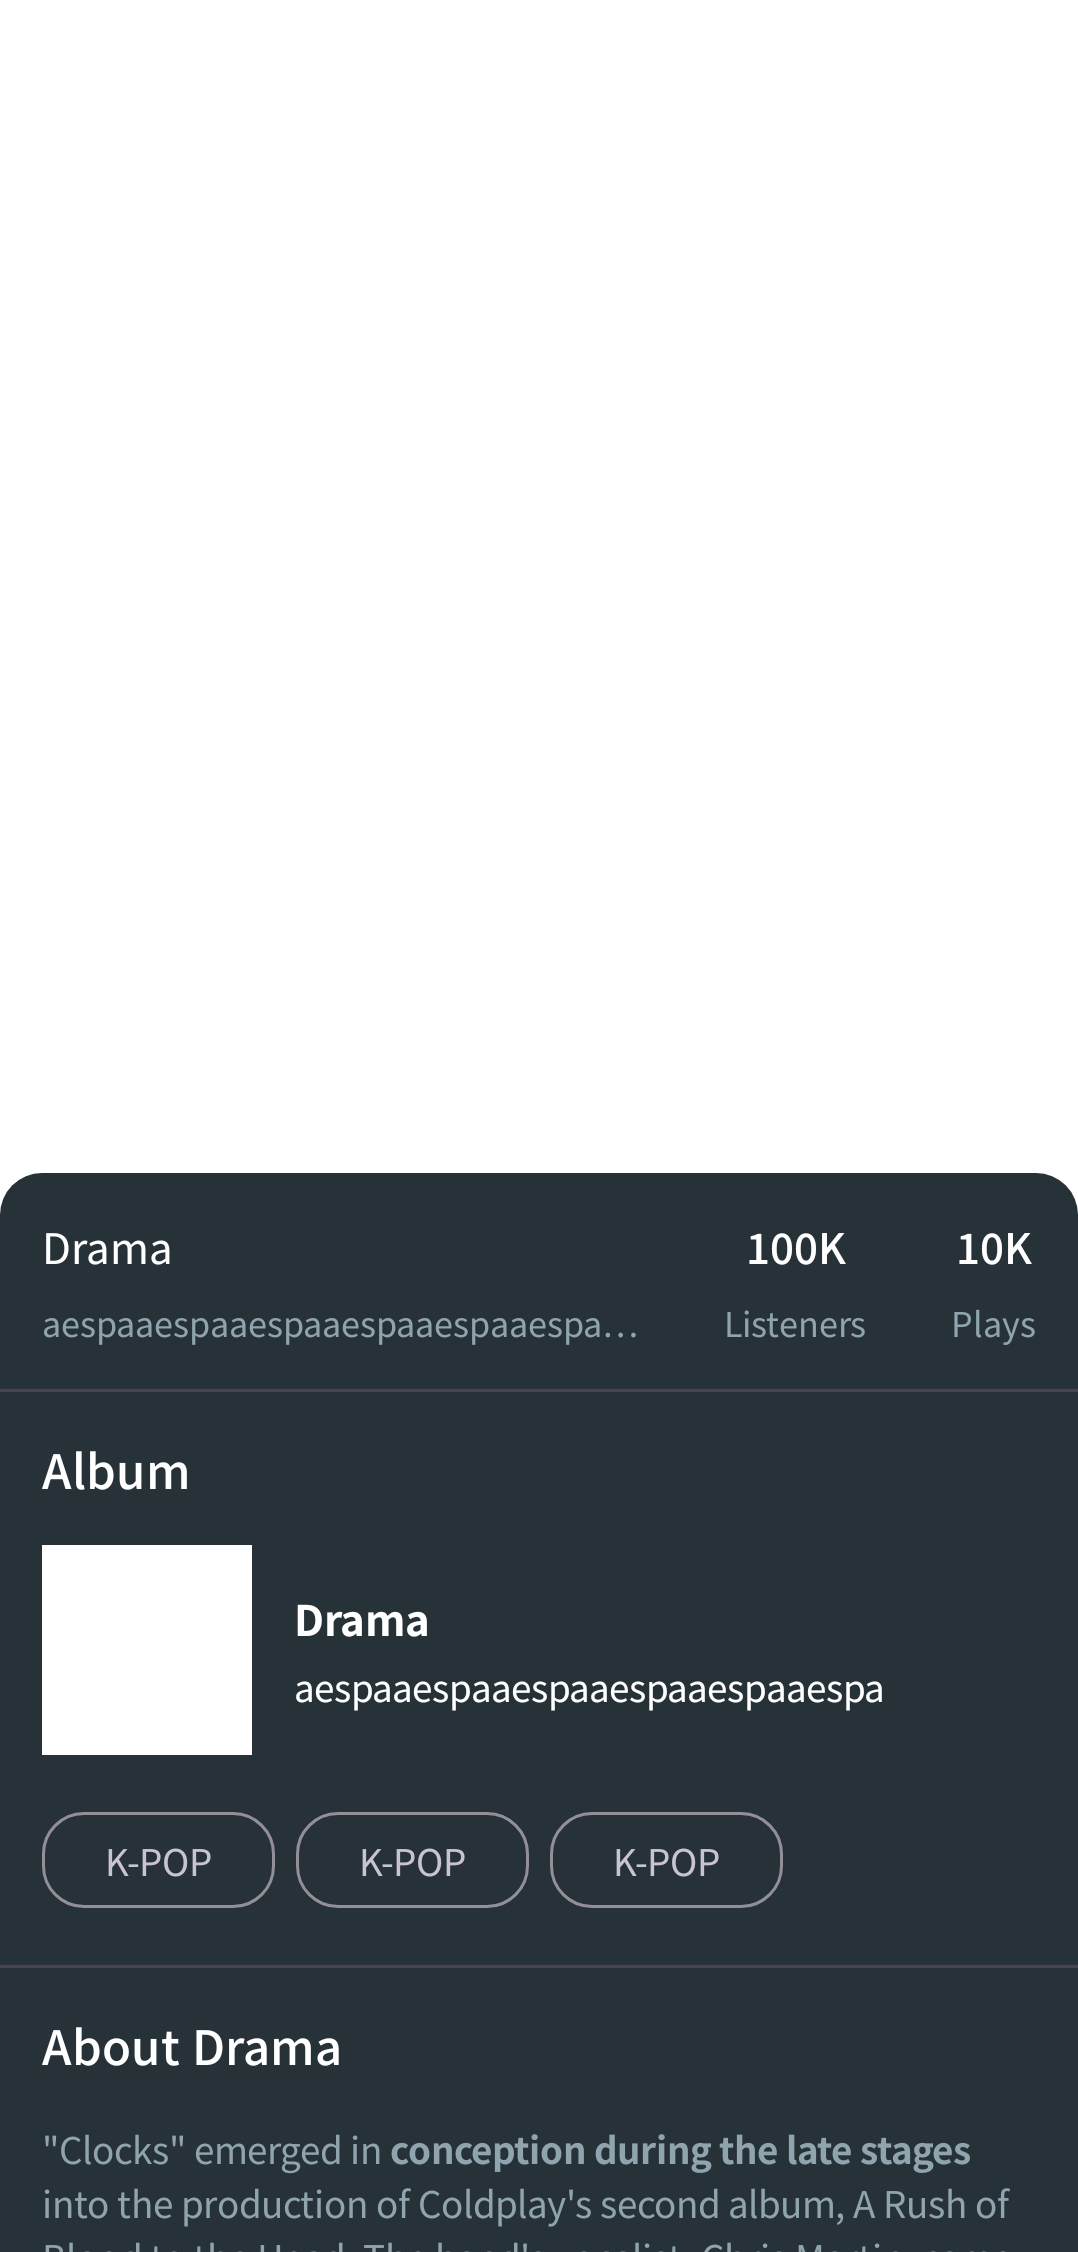 Drama
100K
10K
aespaaespaaespaaespaaespaaespa…
Listeners
Plays
Album
Drama
aespaaespaaespaaespaaespaaespa
K-POP
K-POP
K-POP
About Drama
"Clocks" emerged in conception during the late stages
into the production of Coldplay's second album, A Rush of